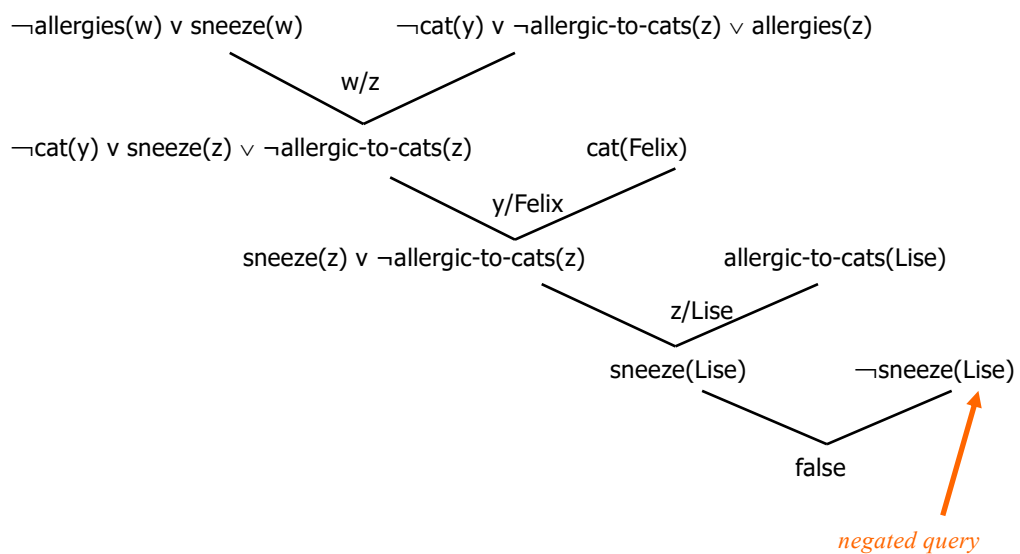 ¬allergies(w) v sneeze(w) ¬cat(y) v ¬allergic-to-cats(z) ∨ allergies(z)
w/z
¬cat(y) v sneeze(z) ∨ ¬allergic-to-cats(z) cat(Felix)
y/Felix
sneeze(z) v ¬allergic-to-cats(z) allergic-to-cats(Lise)
z/Lise
sneeze(Lise) ¬sneeze(Lise)
false
negated query